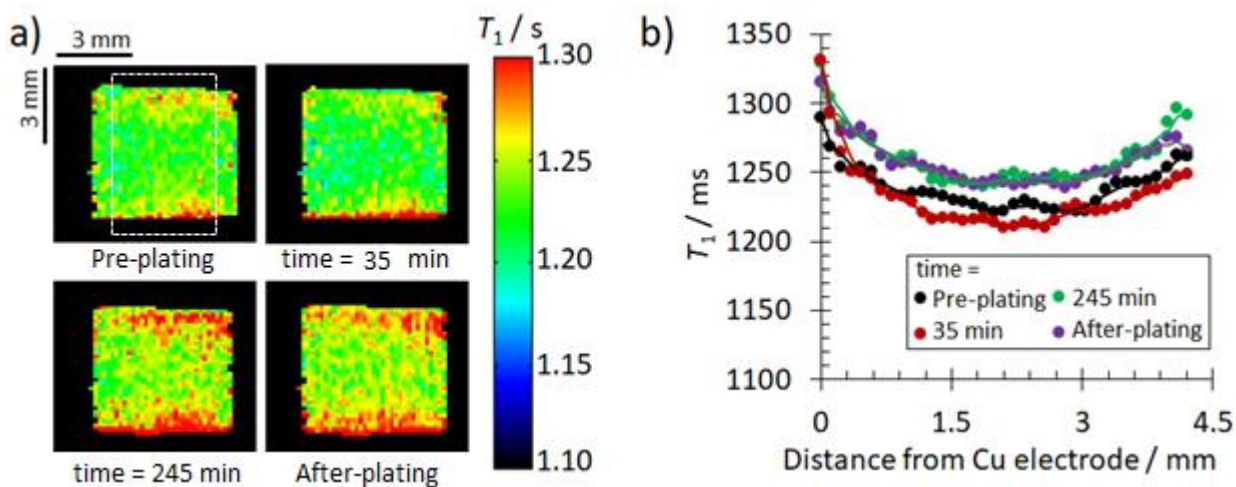 a)
3 mm
3 mm
T₁ / s
1.30
1.25
1.20
1.15
1.10
Pre-plating
time = 35 min
time = 245 min
After-plating
b)
1350
1300
1250
1200
1150
1100
T₁ / ms
time =
Pre-plating
245 min
35 min
After-plating
0
1.5
3
4.5
Distance from Cu electrode / mm